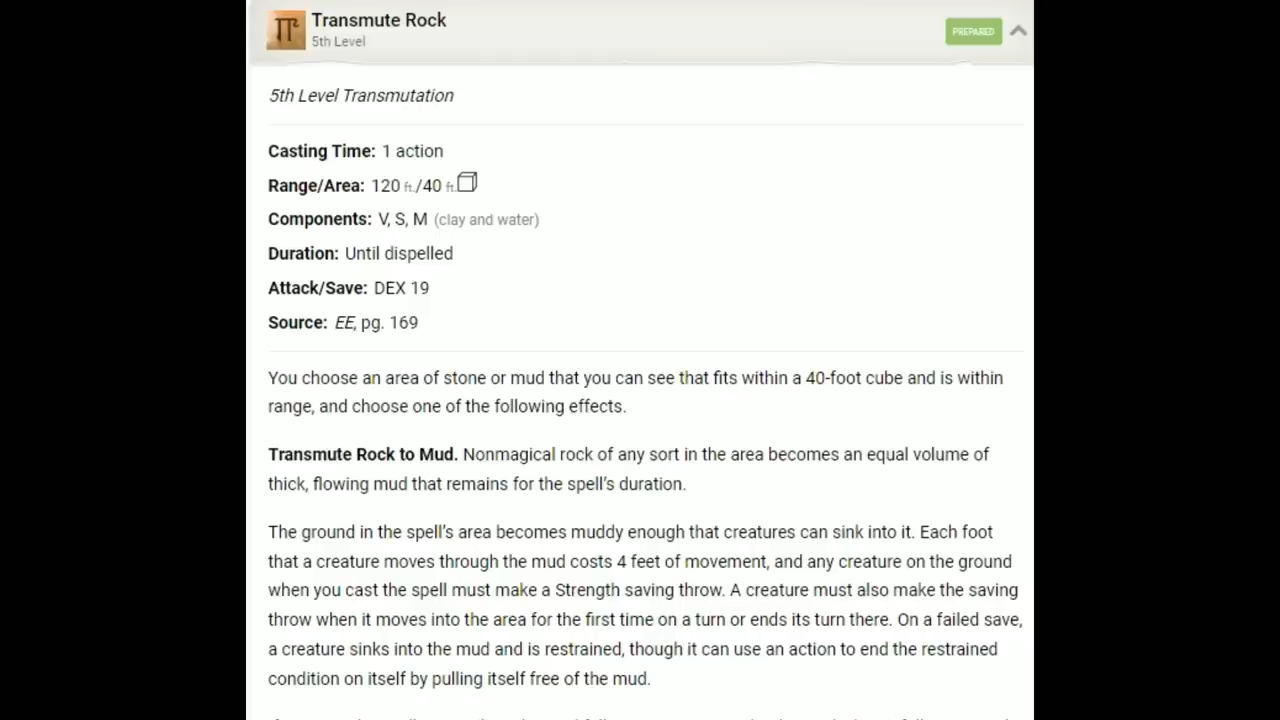 Transmute Rock
5th Level
PREPARED
5th Level Transmutation
Casting Time: 1 action
Range/Area: 120 ft./40 ft.
Components: V, S, M (clay and water)
Duration: Until dispelled
Attack/Save: DEX 19
Source: EE, pg. 169
You choose an area of stone or mud that you can see that fits within a 40-foot cube and is within
range, and choose one of the following effects.
Transmute Rock to Mud. Nonmagical rock of any sort in the area becomes an equal volume of
thick, flowing mud that remains for the spell's duration.
The ground in the spell's area becomes muddy enough that creatures can sink into it. Each foot
that a creature moves through the mud costs 4 feet of movement, and any creature on the ground
when you cast the spell must make a Strength saving throw. A creature must also make the saving
throw when it moves into the area for the first time on a turn or ends its turn there. On a failed save,
a creature sinks into the mud and is restrained, though it can use an action to end the restrained
condition on itself by pulling itself free of the mud.